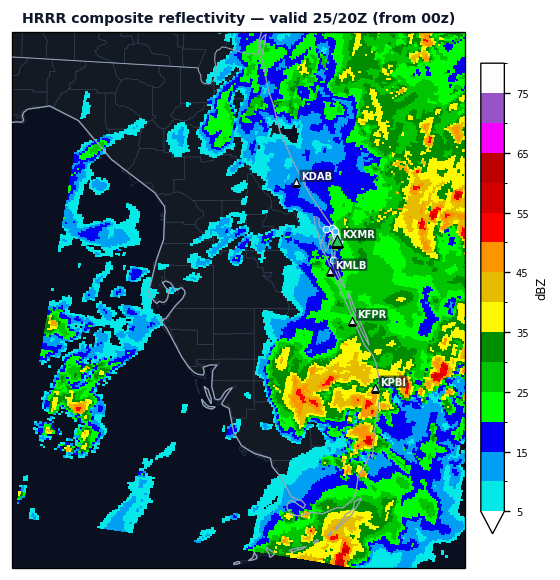 HRRR composite reflectivity — valid 25/20Z (from 00z)
KDAB
KXMR
KMLB
KFPR
KPBI
75
65
55
45
35
25
15
5
dBZ